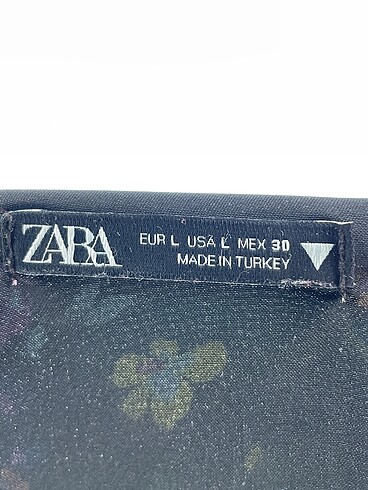 ZARA
EUR L USA L MEX 30
MADE IN TURKEY